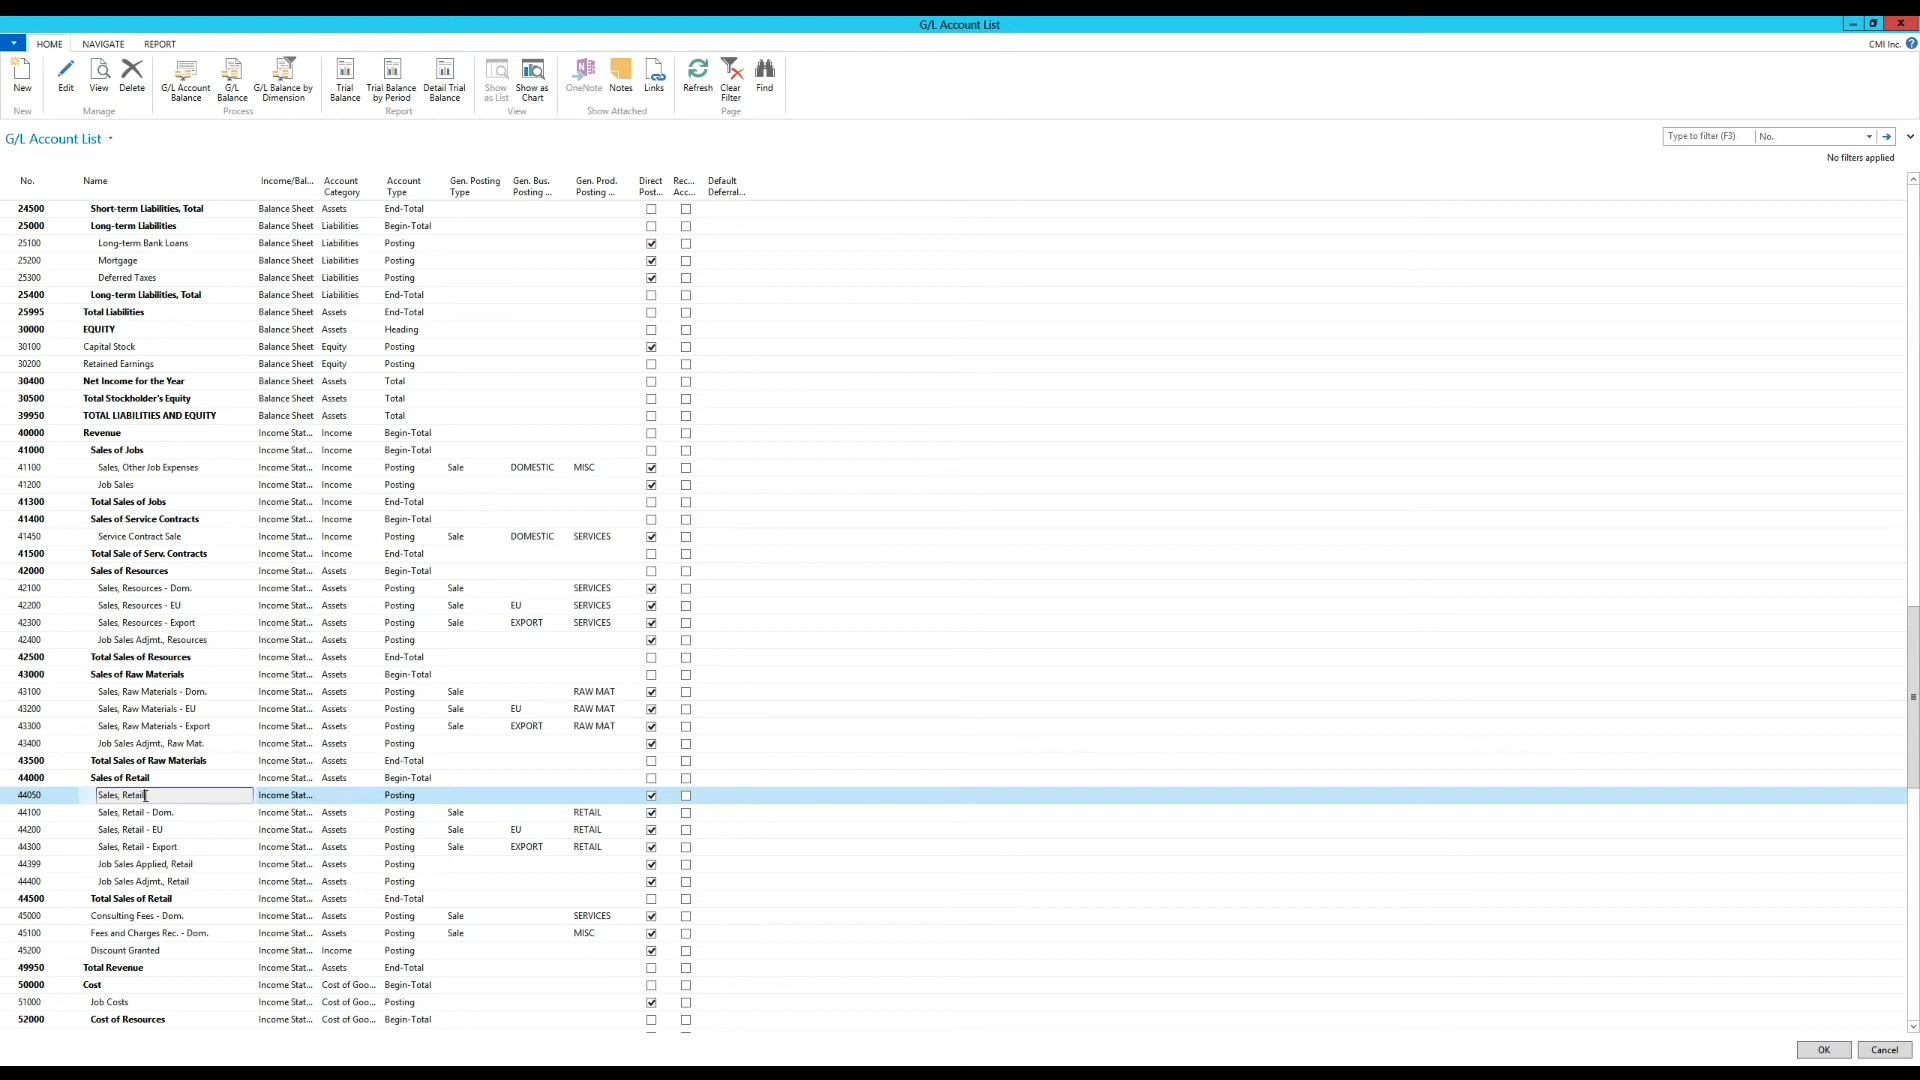 G/L Account List
HOME NAVIGATE REPORT CMI Inc.
New Edit View Delete G/L Account Balance G/L Balance G/L Balance by Dimension Trial Balance Trial Balance by Period Detail Trial Balance Show as List Show as Chart OneNote Notes Links Refresh Clear Filter Find
New Manage Process Report View Show Attached Page
G/L Account List Type to filter (F3) No.
No filters applied
No. Name Income/Bal... Account Category Account Type Gen. Posting Type Gen. Bus. Posting ... Gen. Prod. Posting ... Direct Post... Rec... Acc... Default Deferral...
24500 Short-term Liabilities, Total Balance Sheet Assets End-Total
25000 Long-term Liabilities Balance Sheet Liabilities Begin-Total
25100 Long-term Bank Loans Balance Sheet Liabilities Posting
25200 Mortgage Balance Sheet Liabilities Posting
25300 Deferred Taxes Balance Sheet Liabilities Posting
25400 Long-term Liabilities, Total Balance Sheet Liabilities End-Total
25995 Total Liabilities Balance Sheet Assets End-Total
30000 EQUITY Balance Sheet Assets Heading
30100 Capital Stock Balance Sheet Equity Posting
30200 Retained Earnings Balance Sheet Equity Posting
30400 Net Income for the Year Balance Sheet Assets Total
30500 Total Stockholder's Equity Balance Sheet Assets Total
39950 TOTAL LIABILITIES AND EQUITY Balance Sheet Assets Total
40000 Revenue Income Stat... Income Begin-Total
41000 Sales of Jobs Income Stat... Income Begin-Total
41100 Sales, Other Job Expenses Income Stat... Income Posting Sale DOMESTIC MISC
41200 Job Sales Income Stat... Income Posting
41300 Total Sales of Jobs Income Stat... Income End-Total
41400 Sales of Service Contracts Income Stat... Income Begin-Total
41450 Service Contract Sale Income Stat... Income Posting Sale DOMESTIC SERVICES
41500 Total Sale of Serv. Contracts Income Stat... Income End-Total
42000 Sales of Resources Income Stat... Assets Begin-Total
42100 Sales, Resources - Dom. Income Stat... Assets Posting Sale SERVICES
42200 Sales, Resources - EU Income Stat... Assets Posting Sale EU SERVICES
42300 Sales, Resources - Export Income Stat... Assets Posting Sale EXPORT SERVICES
42400 Job Sales Adjmt., Resources Income Stat... Assets Posting
42500 Total Sales of Resources Income Stat... Assets End-Total
43000 Sales of Raw Materials Income Stat... Assets Begin-Total
43100 Sales, Raw Materials - Dom. Income Stat... Assets Posting Sale RAW MAT
43200 Sales, Raw Materials - EU Income Stat... Assets Posting Sale EU RAW MAT
43300 Sales, Raw Materials - Export Income Stat... Assets Posting Sale EXPORT RAW MAT
43400 Job Sales Adjmt., Raw Mat. Income Stat... Assets Posting
43500 Total Sales of Raw Materials Income Stat... Assets End-Total
44000 Sales of Retail Income Stat... Assets Begin-Total
44050 Sales, Retail Income Stat... Posting
44100 Sales, Retail - Dom. Income Stat... Assets Posting Sale RETAIL
44200 Sales, Retail - EU Income Stat... Assets Posting Sale EU RETAIL
44300 Sales, Retail - Export Income Stat... Assets Posting Sale EXPORT RETAIL
44399 Job Sales Applied, Retail Income Stat... Assets Posting
44400 Job Sales Adjmt., Retail Income Stat... Assets Posting
44500 Total Sales of Retail Income Stat... Assets End-Total
45000 Consulting Fees - Dom. Income Stat... Assets Posting Sale SERVICES
45100 Fees and Charges Rec. - Dom. Income Stat... Assets Posting Sale MISC
45200 Discount Granted Income Stat... Income Posting
49950 Total Revenue Income Stat... Assets End-Total
50000 Cost Income Stat... Cost of Goo... Begin-Total
51000 Job Costs Income Stat... Cost of Goo... Posting
52000 Cost of Resources Income Stat... Cost of Goo... Begin-Total
OK Cancel